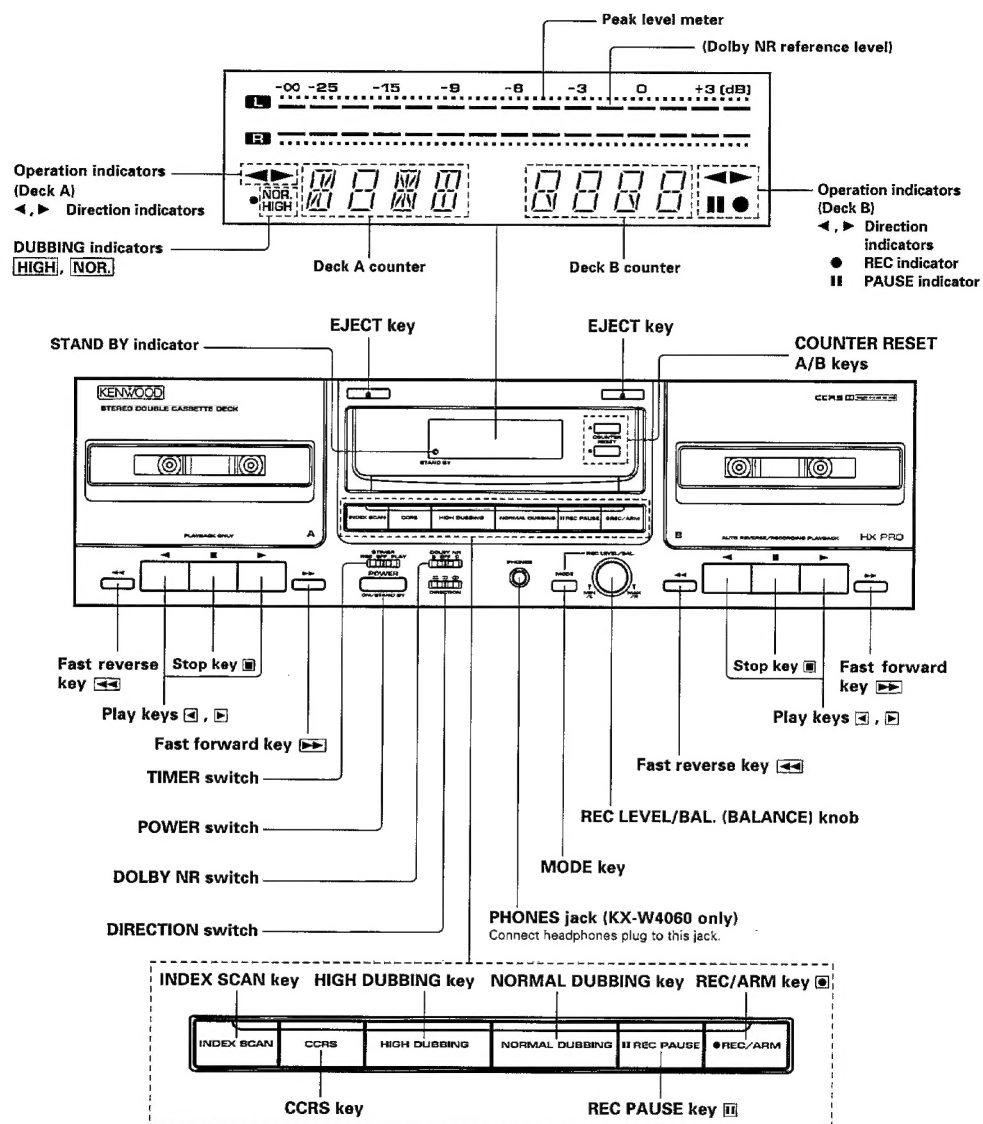 Peak level meter
(Dolby NR reference level)
-∞ -25 -15 -9 -6 -3 0 +3 (dB)
L
R
Operation indicators
(Deck A)
◄, ► Direction indicators
NOR.
HIGH
DUBBING indicators
HIGH, NOR.
Operation indicators
(Deck B)
◄, ► Direction
indicators
● REC indicator
▮▮ PAUSE indicator
Deck A counter
Deck B counter
EJECT key
EJECT key
STAND BY indicator
COUNTER RESET
A/B keys
KENWOOD
STEREO DOUBLE CASSETTE DECK
CCRS
A
COUNTER
RESET
STAND BY
INDEX SCAN CCRS HIGH DUBBING NORMAL DUBBING ▮▮ REC PAUSE ●REC/ARM
PLAYBACK ONLY
A
B
AUTO REVERSE/RECORDING PLAYBACK
HX PRO
TIMER
REC OFF PLAY
DOLBY NR
B OFF C
POWER
ON/STAND BY
DIRECTION
PHONES
MODE
REC LEVEL/BAL.
MIN
/L
MAX
/R
Fast reverse
key ◄◄
Stop key ■
Play keys ◄, ►
Fast forward key ►►
Stop key ■
Fast forward
key ►►
Play keys ◄, ►
Fast reverse key ◄◄
TIMER switch
POWER switch
DOLBY NR switch
DIRECTION switch
REC LEVEL/BAL. (BALANCE) knob
MODE key
PHONES jack (KX-W4060 only)
Connect headphones plug to this jack.
INDEX SCAN key HIGH DUBBING key NORMAL DUBBING key REC/ARM key ●
INDEX SCAN CCRS HIGH DUBBING NORMAL DUBBING ▮▮ REC PAUSE ●REC/ARM
CCRS key
REC PAUSE key ▮▮